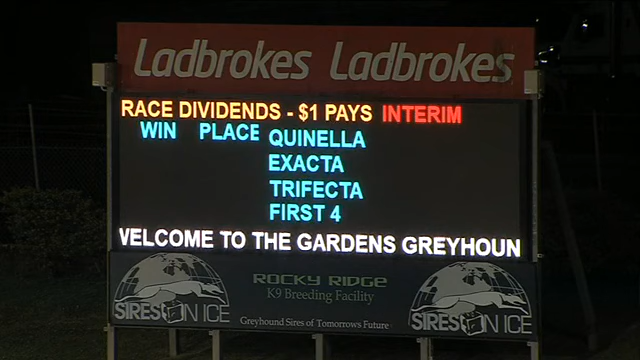 Ladbrokes Ladbrokes
RACE DIVIDENDS - $1 PAYS INTERIM
WIN PLACE QUINELLA
EXACTA
TRIFECTA
FIRST 4
WELCOME TO THE GARDENS GREYHOUN
ROCKY RIDGE
K9 Breeding Facility
SIRES ON ICE SIRES ON ICE
Greyhound Sires of Tomorrows Future